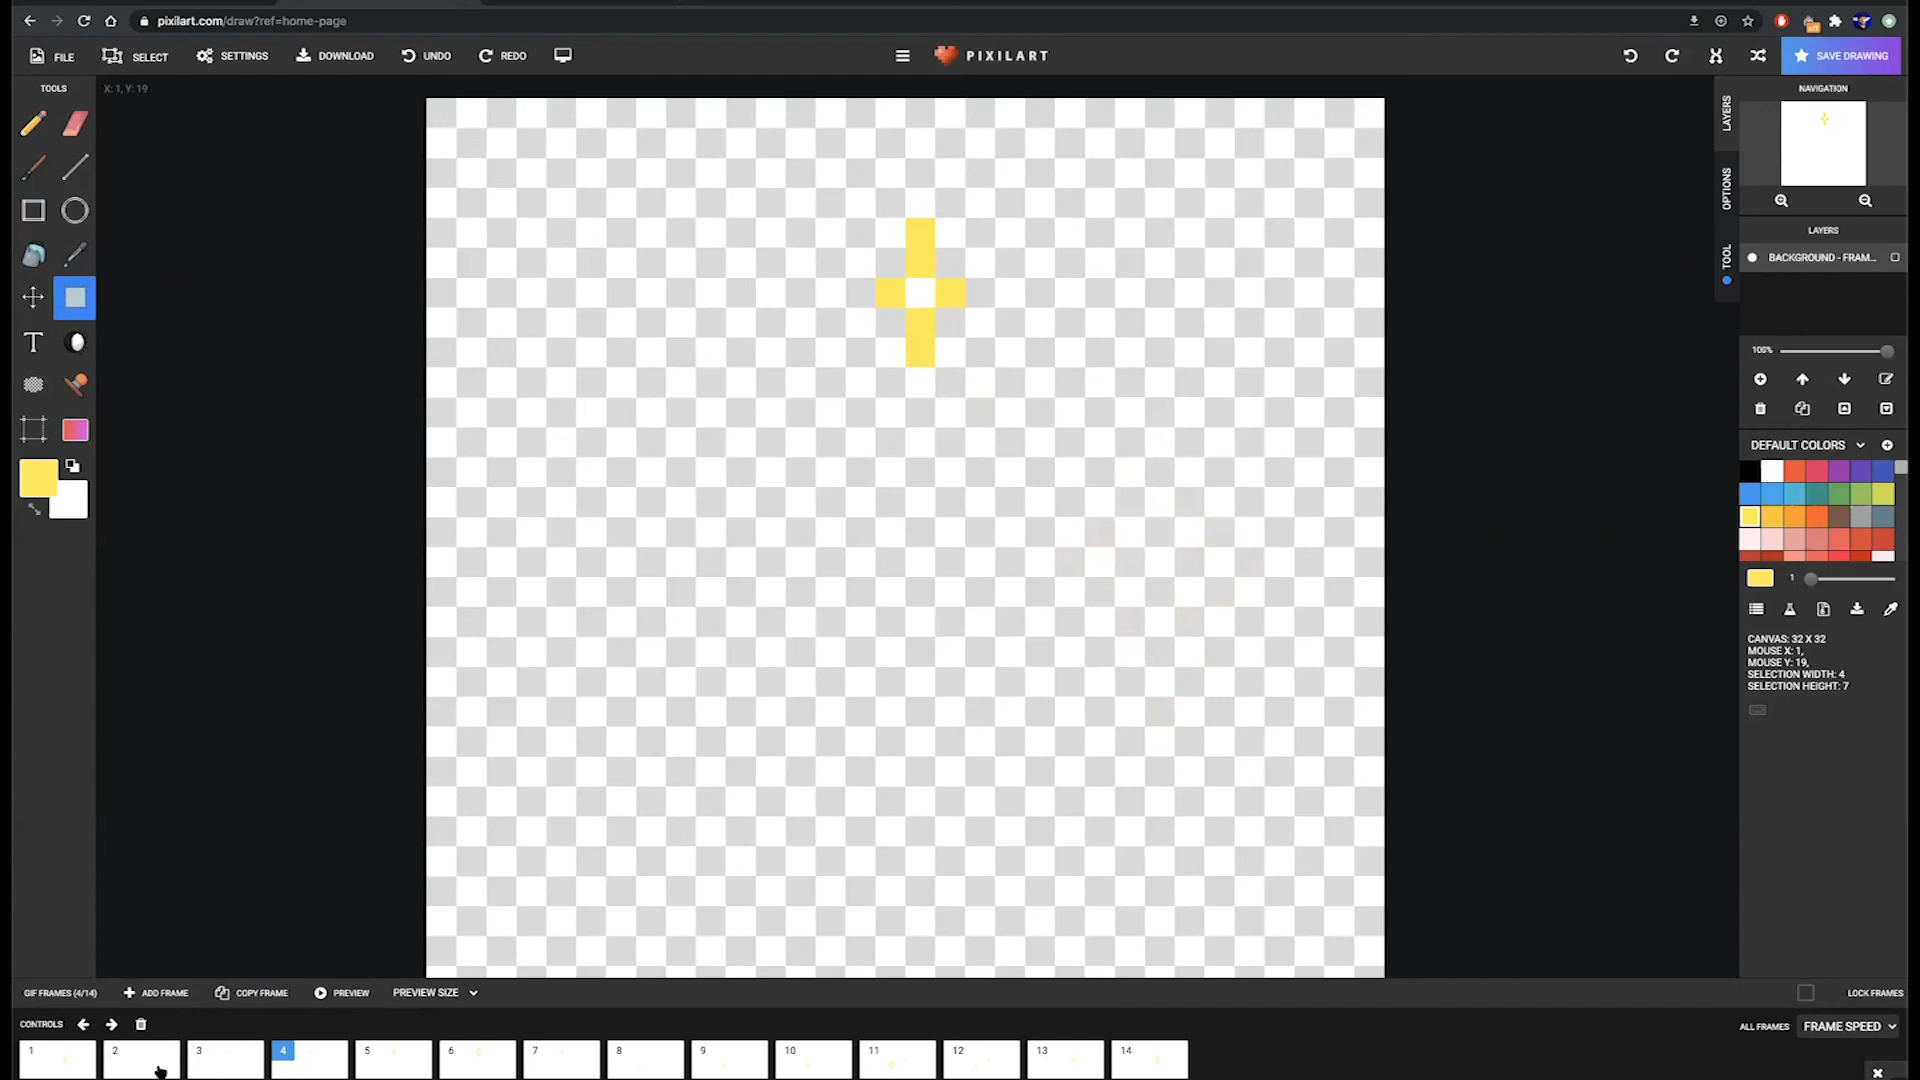 pixilart.com/draw?ref=home-page
FILE SELECT SETTINGS DOWNLOAD UNDO REDO PIXILART SAVE DRAWING
TOOLS
X: 1, Y: 19
LAYERS
OPTIONS
TOOL
NAVIGATION
LAYERS
BACKGROUND - FRAM...
100%
DEFAULT COLORS
1
CANVAS: 32 X 32
MOUSE X: 1,
MOUSE Y: 19,
SELECTION WIDTH: 4
SELECTION HEIGHT: 7
GIF FRAMES (4/14) ADD FRAME COPY FRAME PREVIEW PREVIEW SIZE LOCK FRAMES
CONTROLS ALL FRAMES FRAME SPEED
1 2 3 4 5 6 7 8 9 10 11 12 13 14